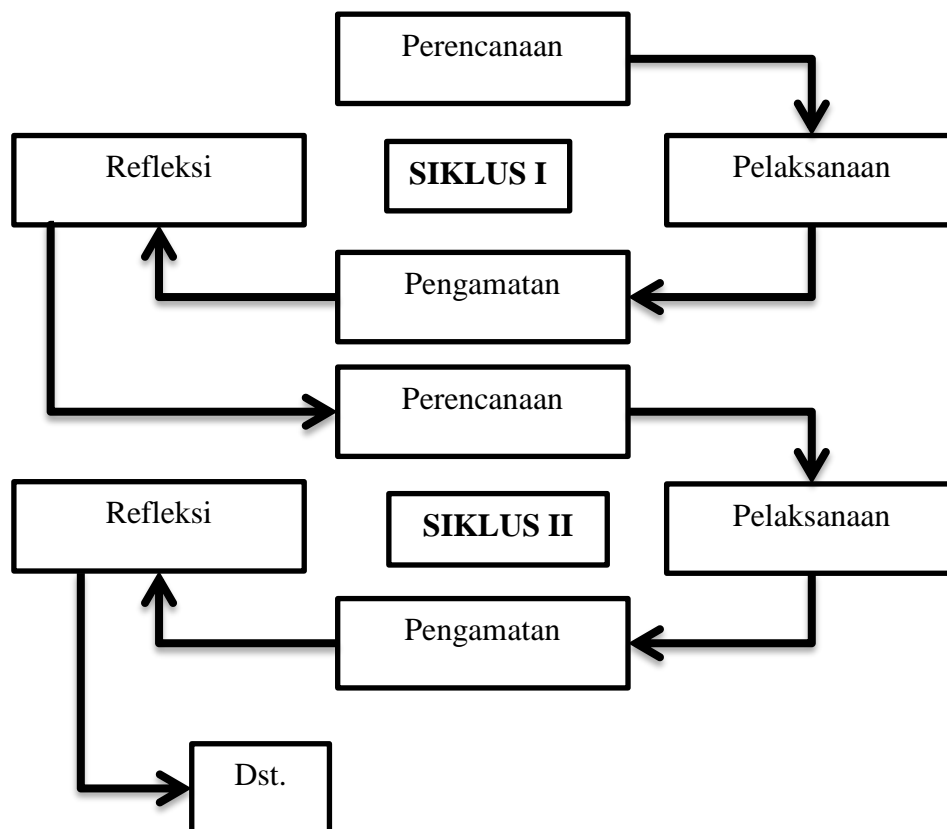 Perencanaan
Refleksi
SIKLUS I
Pelaksanaan
Pengamatan
Perencanaan
Refleksi
SIKLUS II
Pelaksanaan
Pengamatan
Dst.